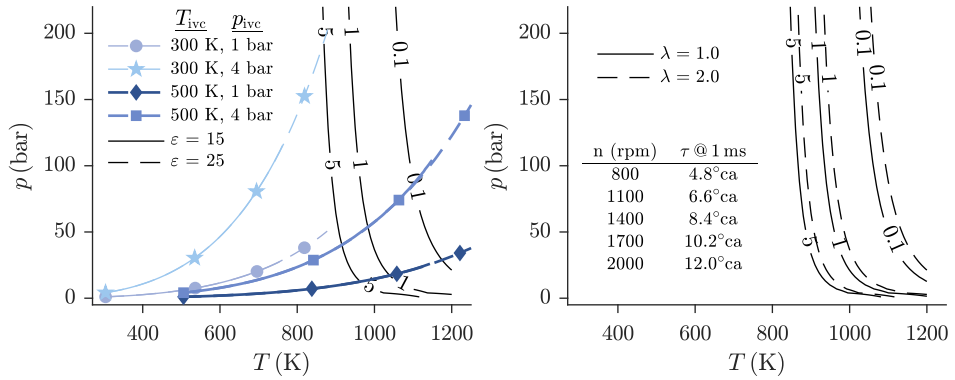 220
150
100
50
0
p (bar)
T_ivc p_ivc
300 K, 1 bar
300 K, 4 bar
500 K, 1 bar
500 K, 4 bar
ε = 15
ε = 25
5
1
0.1
5
1
0.1
5
1
400 600 800 1000 1200
T (K)
200
150
100
50
0
p (bar)
λ = 1.0
λ = 2.0
n (rpm) τ @ 1 ms
800 4.8°ca
1100 6.6°ca
1400 8.4°ca
1700 10.2°ca
2000 12.0°ca
5
5
1
1
0.1
0.1
5
1
0.1
400 600 800 1000 1200
T (K)